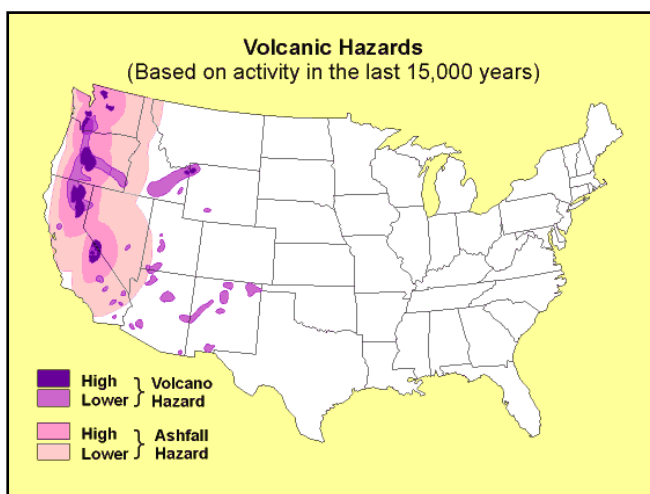 Volcanic Hazards
(Based on activity in the last 15,000 years)
High } Volcano
Lower } Hazard
High } Ashfall
Lower } Hazard